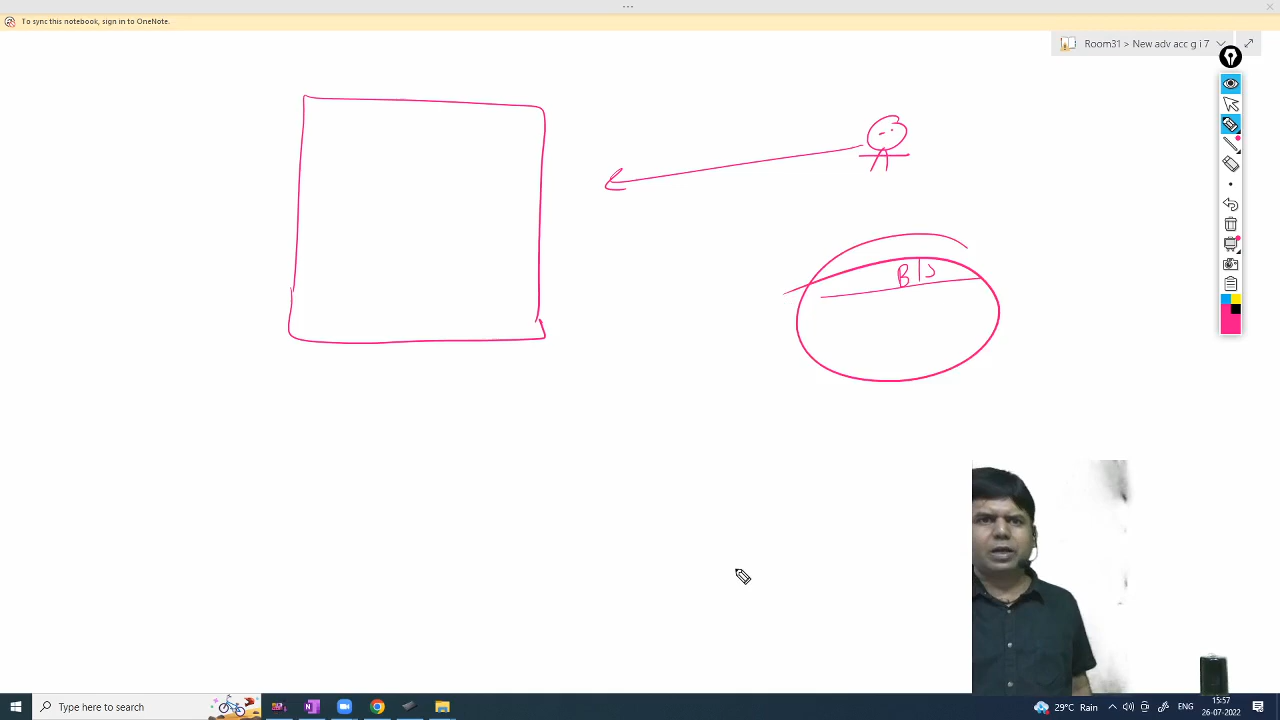 To sync this notebook, sign in to OneNote.
Room31 > New adv acc g i 7
B|S
Type here to search
29°C Rain
ENG
15:57
26-07-2022